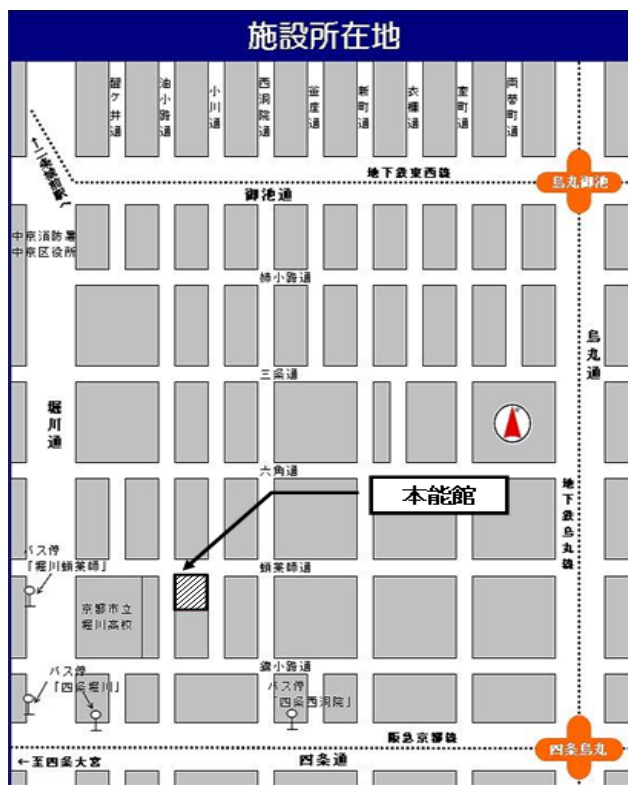 施設所在地
醒ケ井通
油小路通
小川通
西洞院通
釜座通
新町通
衣棚通
室町通
両替町通
←二条城前駅へ
地下鉄東西線
烏丸御池
御池通
中京消防署
中京区役所
姉小路通
烏丸通
三条通
堀川通
六角通
本能館
地下鉄烏丸線
バス停
「堀川蛸薬師」
蛸薬師通
京都市立
堀川高校
錦小路通
バス停
「四条堀川」
バス停
「四条西洞院」
阪急京都線
四条烏丸
←至四条大宮
四条通